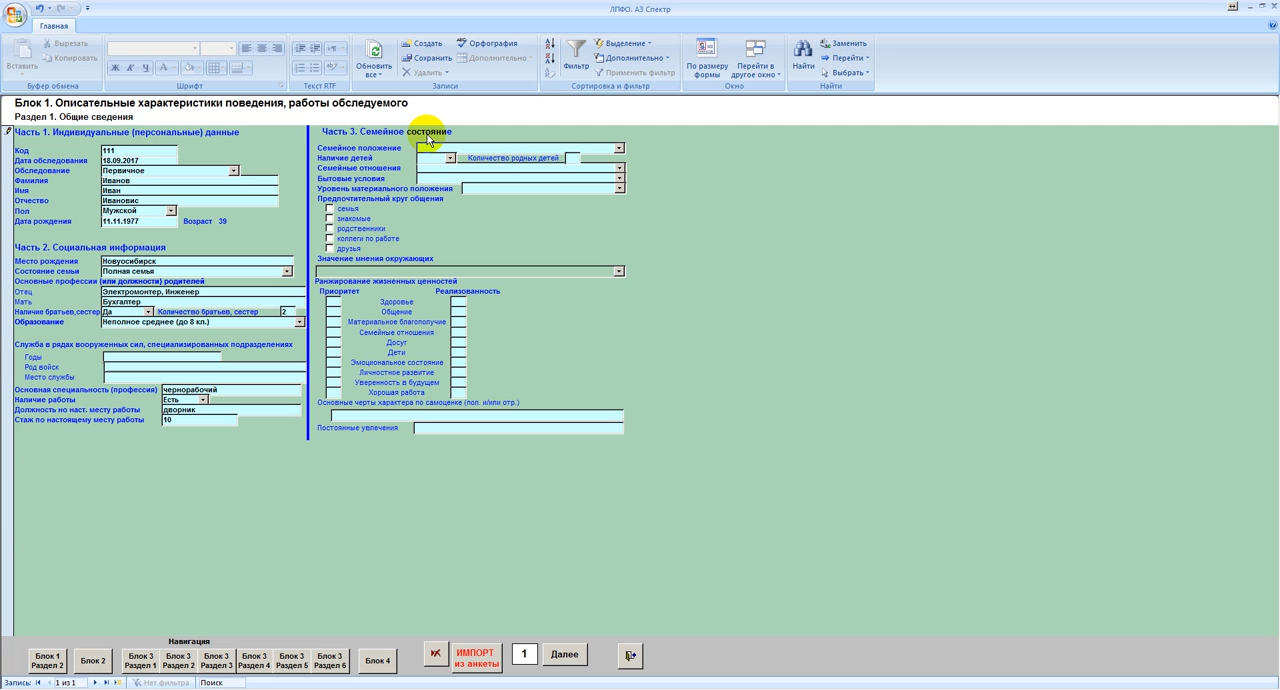 ЛПФО. АЗ Спектр
Главная
Вставить
Вырезать
Копировать
Буфер обмена
Ж К Ч
А
Шрифт
Текст RTF
Обновить
все
Создать
Сохранить
Удалить
Орфография
Дополнительно
Записи
Фильтр
Выделение
Дополнительно
Применить фильтр
Сортировка и фильтр
По размеру
формы
Перейти в
другое окно
Окно
Найти
Заменить
Перейти
Выбрать
Найти
Блок 1. Описательные характеристики поведения, работы обследуемого
Раздел 1. Общие сведения
Часть 1. Индивидуальные (персональные) данные
Код 111
Дата обследования 18.09.2017
Обследование Первичное
Фамилия Иванов
Имя Иван
Отчество Ивановис
Пол Мужской
Дата рождения 11.11.1977 Возраст 39
Часть 2. Социальная информация
Место рождения Новуосибирск
Состояние семьи Полная семья
Основные профессии (или должности) родителей
Отец Электромонтер, Инженер
Мать Бухгалтер
Наличие братьев,сестер Да Количество братьев, сестер 2
Образование Неполное среднее (до 8 кл.)
Служба в рядах вооруженных сил, специализированных подразделениях
Годы
Род войск
Место службы
Основная специальность (профессия) чернорабочий
Наличие работы Есть
Должность но наст. месту работы дворник
Стаж по настоящему месту работы 10
Часть 3. Семейное состояние
Семейное положение
Наличие детей Количество родных детей
Семейные отношения
Бытовые условия
Уровень материального положения
Предпочтительный круг общения
семья
знакомые
родственники
коллеги по работе
друзья
Значение мнения окружающих
Ранжирование жизненных ценностей
Приоритет Реализованность
Здоровье
Общение
Материальное благополучие
Семейные отношения
Досуг
Дети
Эмоциональное состояние
Личностное развитие
Уверенность в будущем
Хорошая работа
Основные черты характера по самоценке (пол. и/или отр.)
Постоянные увлечения
Навигация
Блок 1
Раздел 2
Блок 2
Блок 3
Раздел 1
Блок 3
Раздел 2
Блок 3
Раздел 3
Блок 3
Раздел 4
Блок 3
Раздел 5
Блок 3
Раздел 6
Блок 4
ИМПОРТ
из анкеты
1
Далее
Запись: 1 из 1 Нет фильтра Поиск